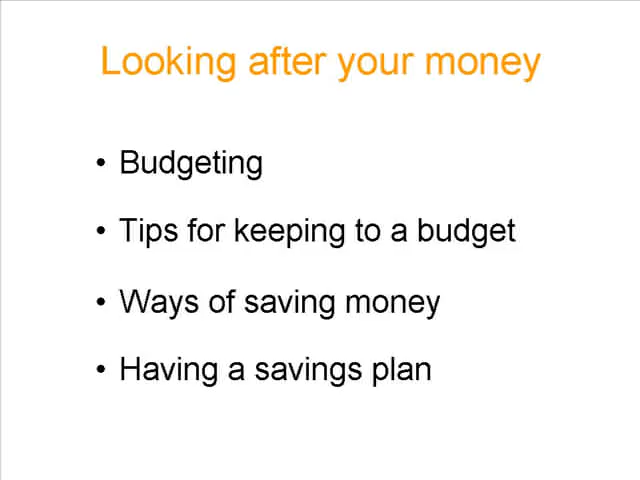 Looking after your money
• Budgeting
• Tips for keeping to a budget
• Ways of saving money
• Having a savings plan